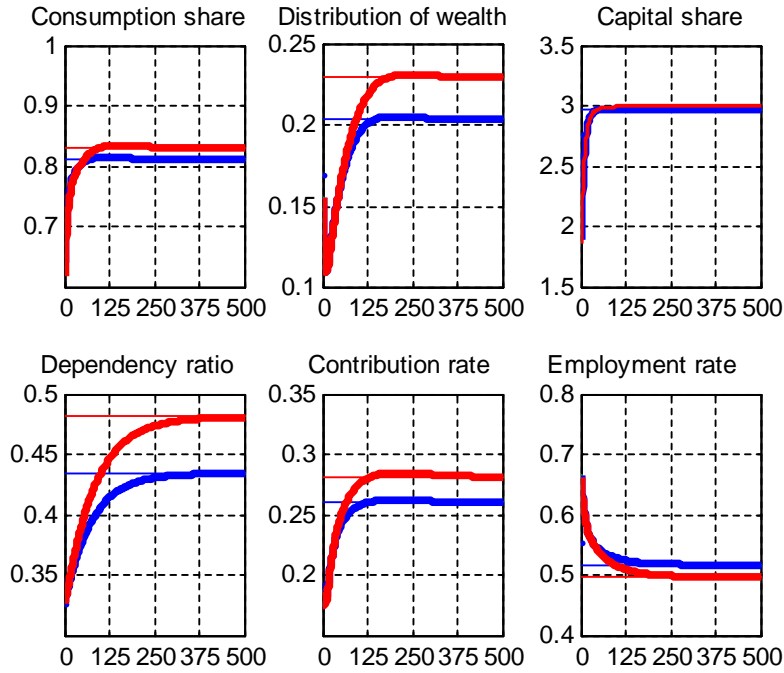 Consumption share
Distribution of wealth
Capital share
1
0.9
0.8
0.7
0 125 250 375 500
0.25
0.2
0.15
0.1
0 125 250 375 500
3.5
3
2.5
2
1.5
0 125 250 375 500
Dependency ratio
Contribution rate
Employment rate
0.5
0.45
0.4
0.35
0 125 250 375 500
0.35
0.3
0.25
0.2
0 125 250 375 500
0.8
0.7
0.6
0.5
0.4
0 125 250 375 500